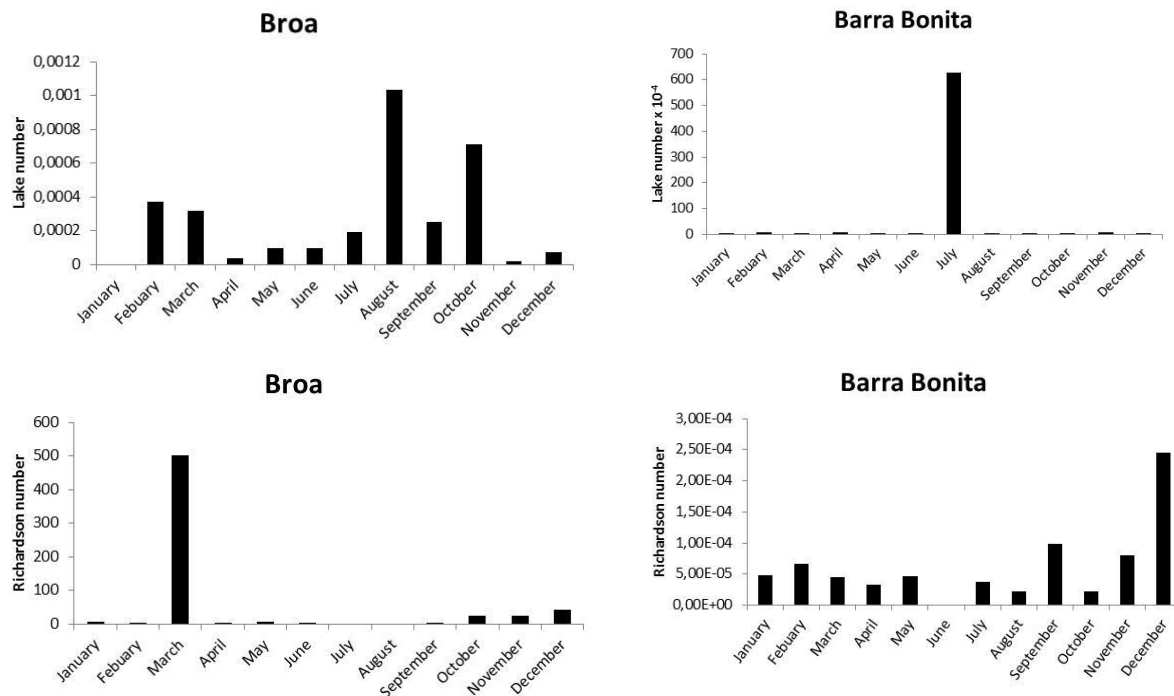 Broa
0,0012
0,001
0,0008
0,0006
0,0004
0,0002
0
Lake number
January
Febuary
March
April
May
June
July
August
September
October
November
December
Barra Bonita
700
600
500
400
300
200
100
0
Lake number x 10⁻⁴
January
Febuary
March
April
May
June
July
August
September
October
November
December
Broa
600
500
400
300
200
100
0
Richardson number
January
Febuary
March
April
May
June
July
August
September
October
November
December
Barra Bonita
3,00E-04
2,50E-04
2,00E-04
1,50E-04
1,00E-04
5,00E-05
0,00E+00
Richardson number
January
Febuary
March
April
May
June
July
August
September
October
November
December